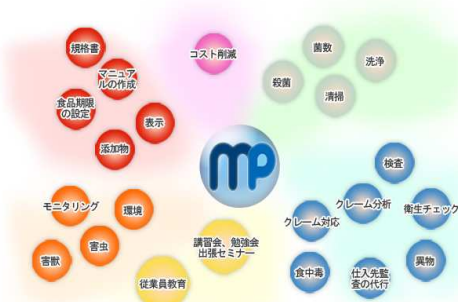 規格書
コスト削減
菌数
洗浄
マニュア
ルの作成
殺菌
清掃
食品期限
の設定
表示
添加物
mp
検査
モニタリング
環境
クレーム対応
クレーム分析
衛生チェック
害獣
害虫
講習会、勉強会
出張セミナー
従業員教育
食中毒
仕入先監
査の代行
異物